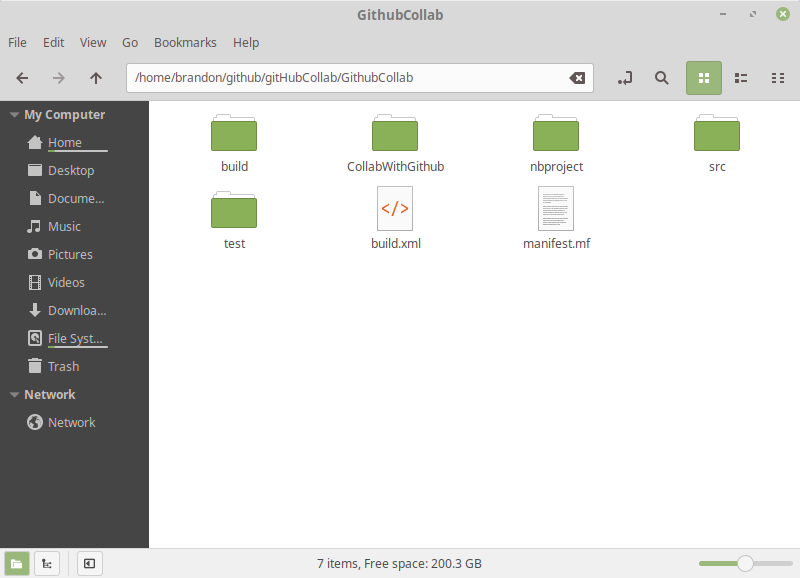 GithubCollab
File Edit View Go Bookmarks Help
/home/brandon/github/gitHubCollab/GithubCollab
My Computer
Home
Desktop
Docume...
Music
Pictures
Videos
Downloa...
File Syst...
Trash
Network
Network
build CollabWithGithub nbproject src
test build.xml manifest.mf
7 items, Free space: 200.3 GB